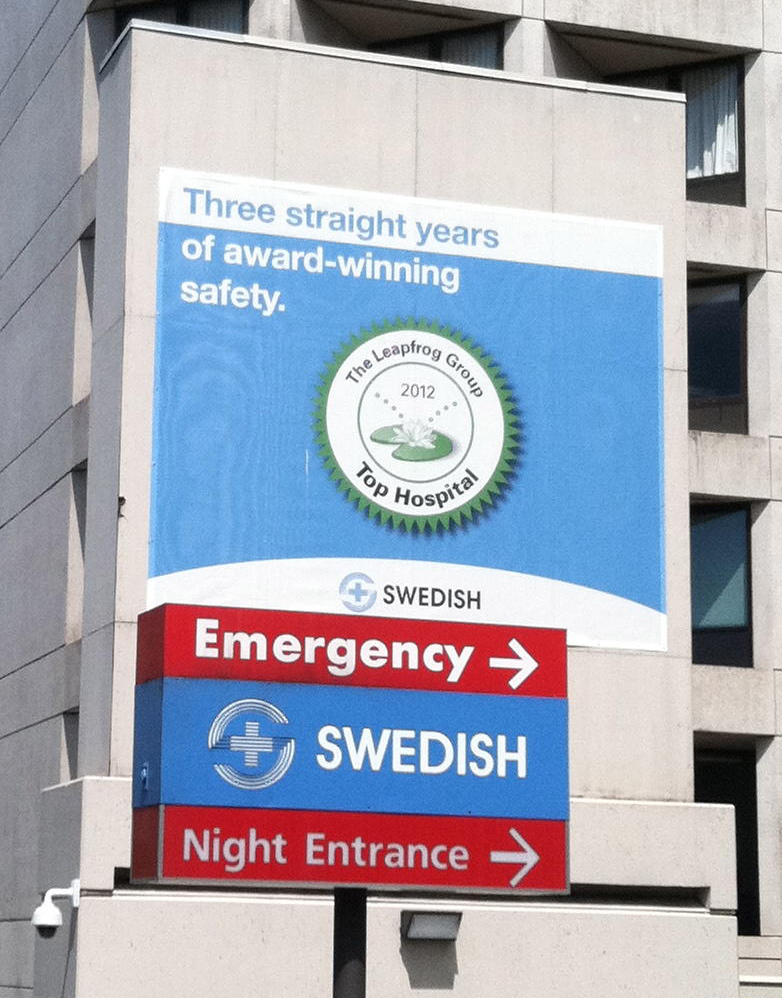 Three straight years
of award-winning
safety.
The Leapfrog Group
2012
Top Hospital
SWEDISH
Emergency
SWEDISH
Night Entrance